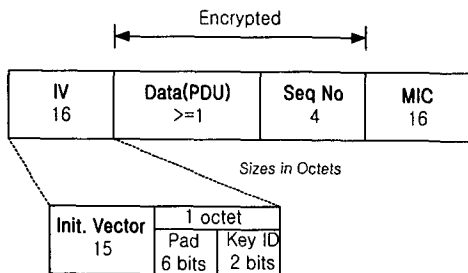 Encrypted
IV
16
Data(PDU)
>=1
Seq No
4
MIC
16
Sizes in Octets
Init. Vector
15
1 octet
Pad
6 bits
Key ID
2 bits